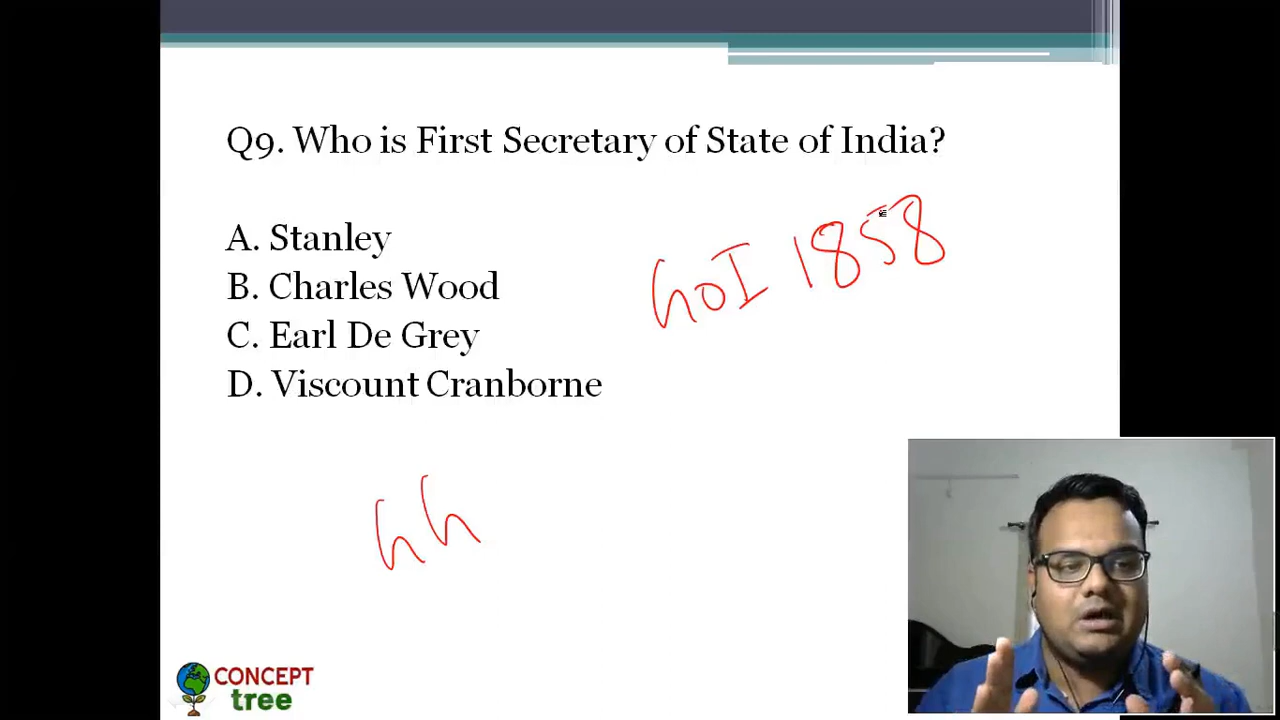 Q9. Who is First Secretary of State of India?
A. Stanley
GoI 1858
B. Charles Wood
C. Earl De Grey
D. Viscount Cranborne
GG
CONCEPT
tree